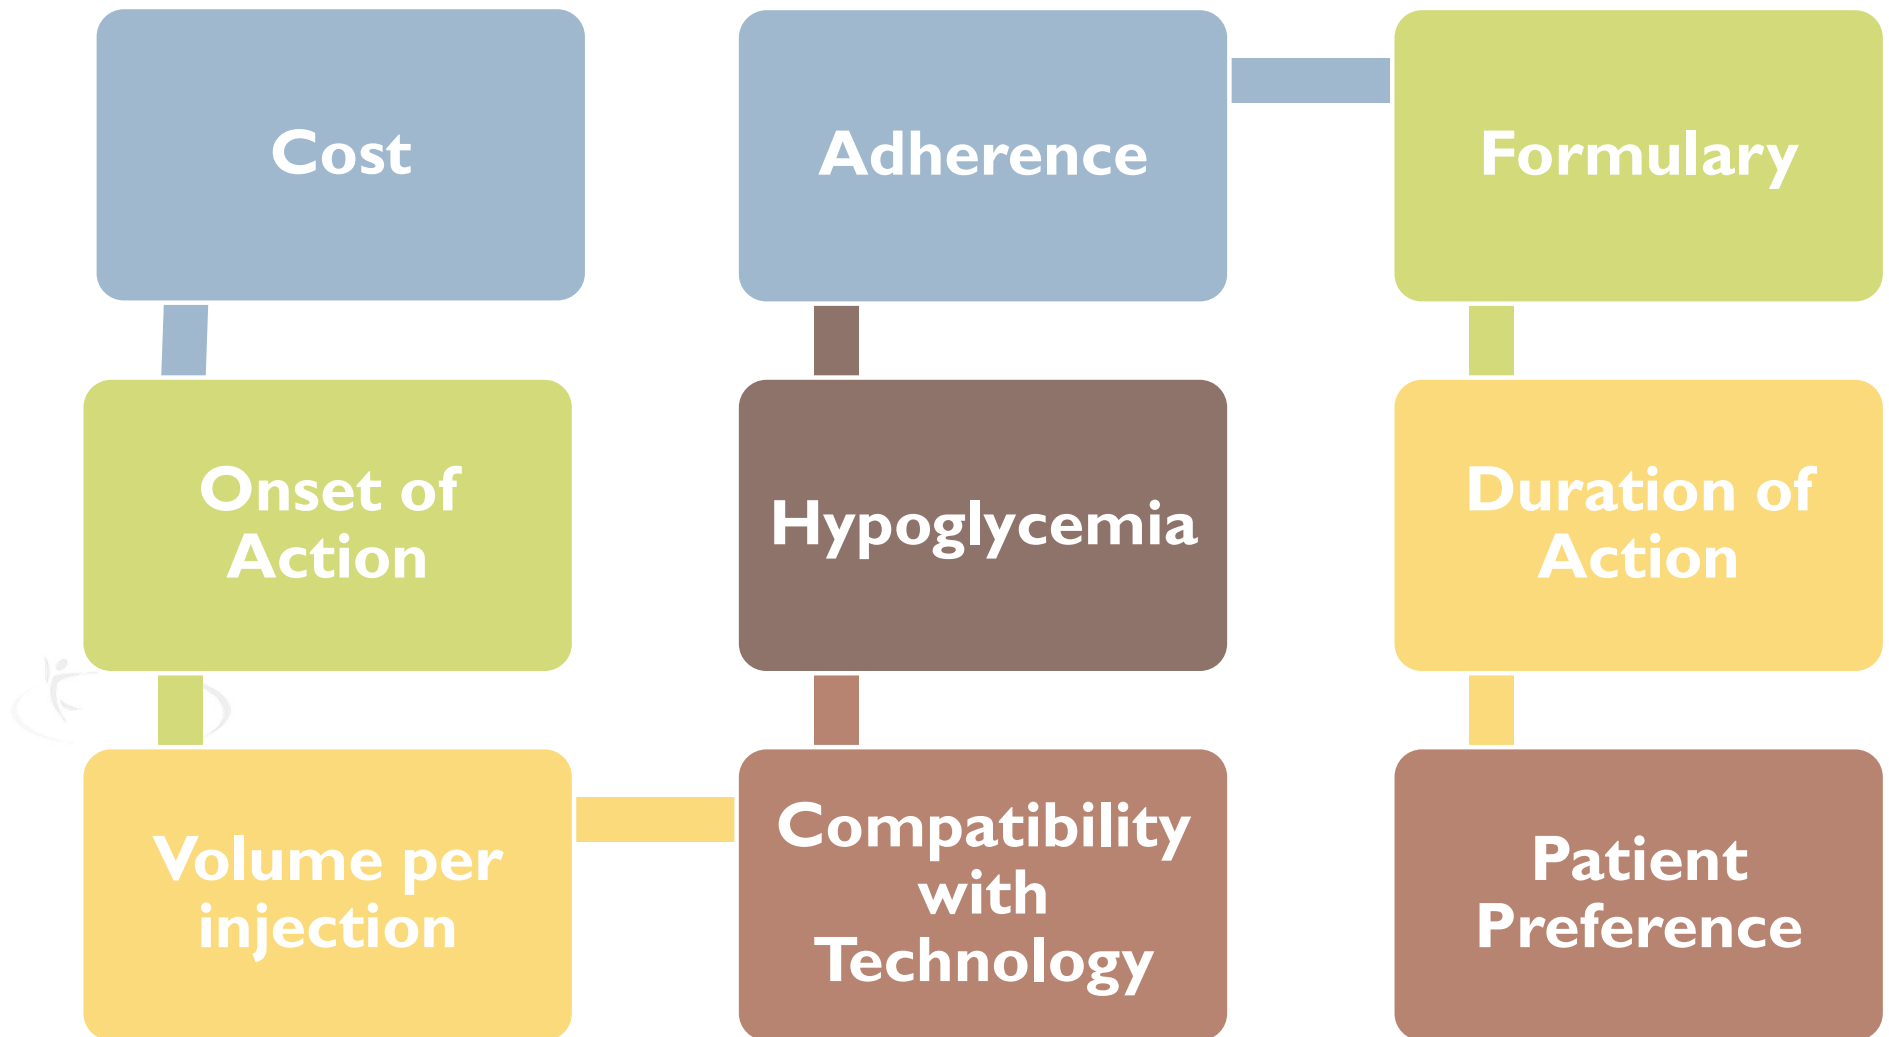 Cost
Onset of
Action
Volume per
injection
Compatibility
with
Technology
Hypoglycemia
Adherence
Formulary
Duration of
Action
Patient
Preference